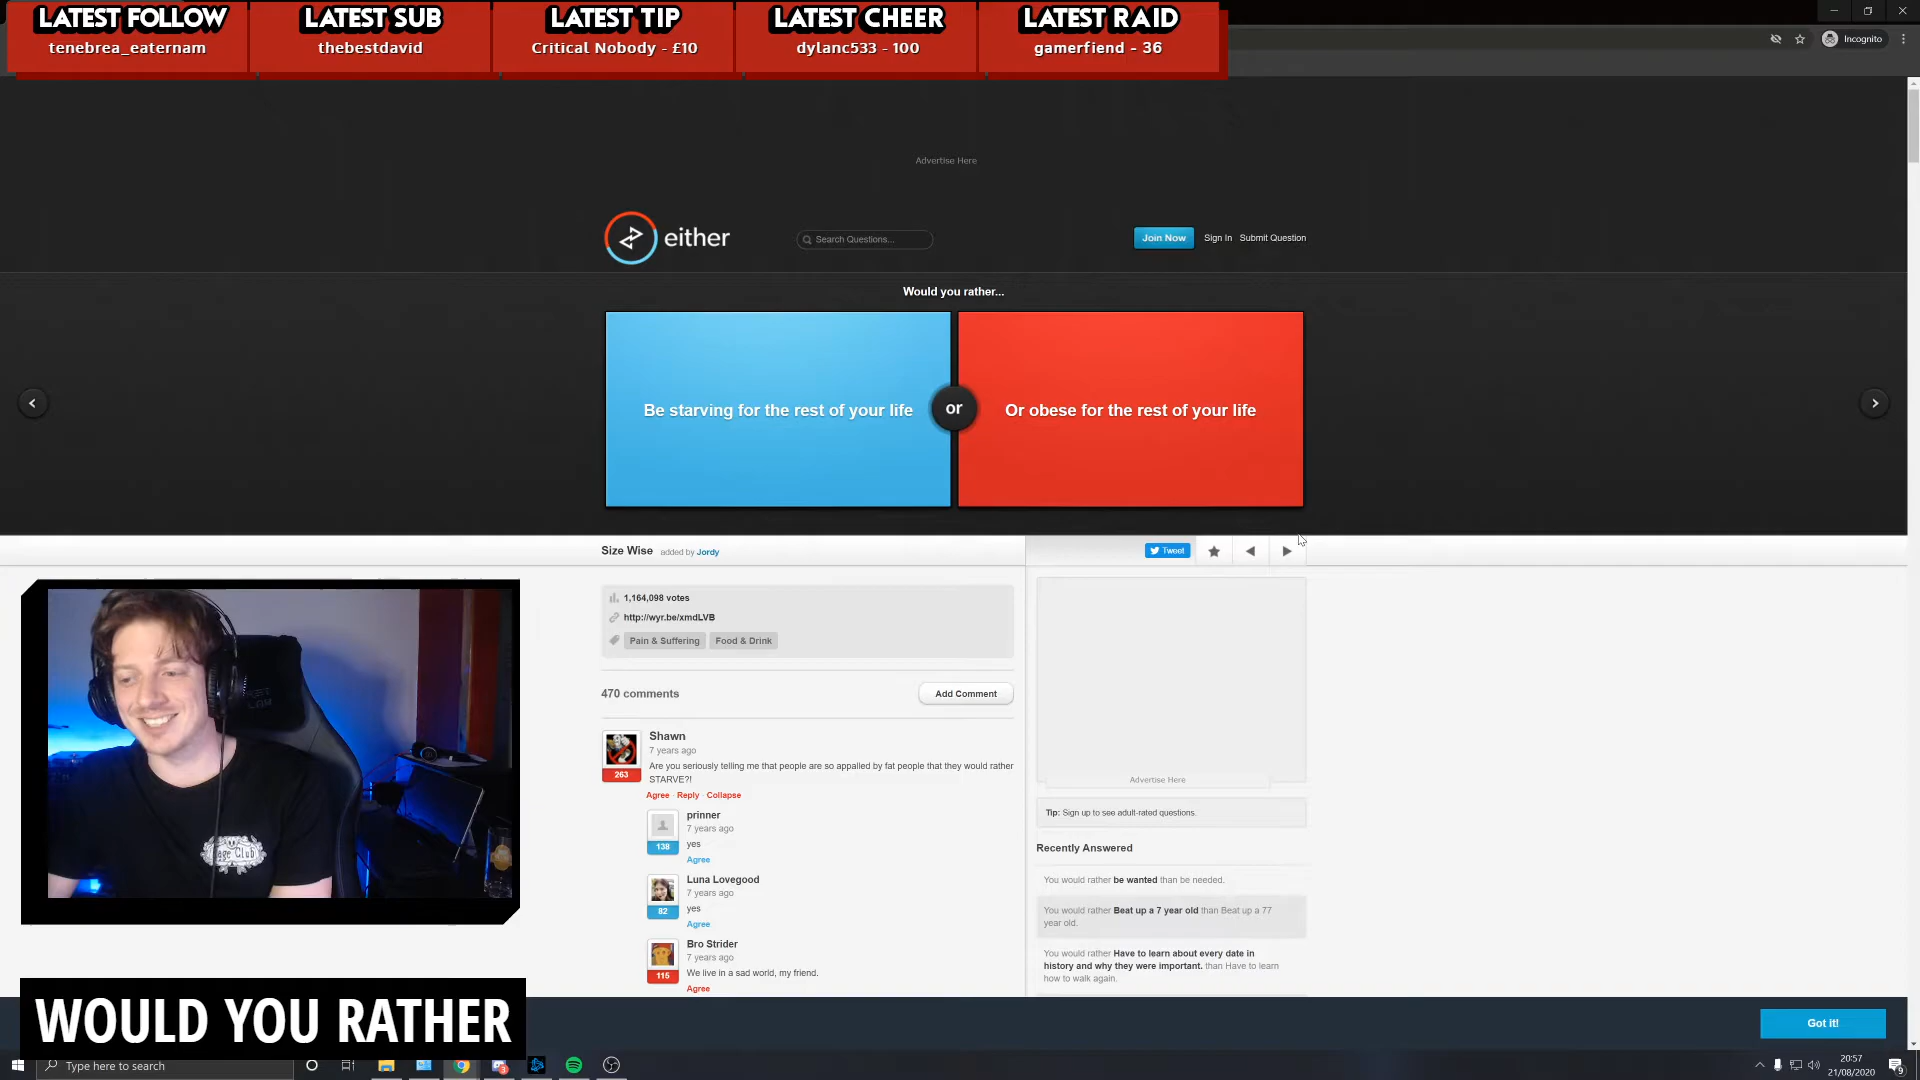 LATEST FOLLOW
tenebrea_eaternam
LATEST SUB
thebestdavid
LATEST TIP
Critical Nobody - £10
LATEST CHEER
dylanc533 - 100
LATEST RAID
gamerfiend - 36
Incognito
Advertise Here
either
Search Questions...
Join Now
Sign In
Submit Question
Would you rather...
Be starving for the rest of your life
or
Or obese for the rest of your life
Size Wise added by Jordy
Tweet
1,164,098 votes
http://wyr.be/xmdLVB
Pain & Suffering
Food & Drink
470 comments
Add Comment
Shawn
7 years ago
Are you seriously telling me that people are so appalled by fat people that they would rather
STARVE?!
263
Agree · Reply · Collapse
prinner
7 years ago
yes
138
Agree
Luna Lovegood
7 years ago
yes
82
Agree
Bro Strider
7 years ago
We live in a sad world, my friend.
115
Agree
Advertise Here
Tip: Sign up to see adult-rated questions.
Recently Answered
You would rather be wanted than be needed.
You would rather Beat up a 7 year old than Beat up a 77
year old.
You would rather Have to learn about every date in
history and why they were important. than Have to learn
how to walk again.
Got it!
WOULD YOU RATHER
Type here to search
20:57
21/08/2020